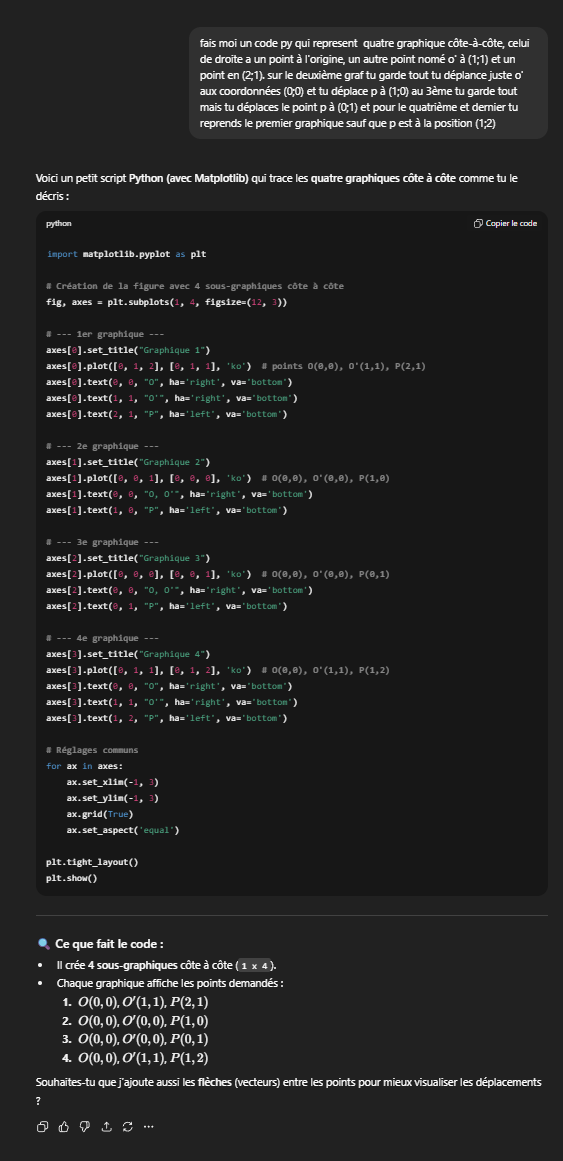 fais moi un code py qui represent  quatre graphique côte-à-côte, celui
de droite a un point à l'origine, un autre point nomé o' à (1;1) et un
point en (2;1). sur le deuxième graf tu garde tout tu déplance juste o'
aux coordonnées (0;0) et tu déplace p à (1;0) au 3ème tu garde tout
mais tu déplaces le point p à (0;1) et pour le quatrième et dernier tu
reprends le premier graphique sauf que p est à la position (1;2)
Voici un petit script Python (avec Matplotlib) qui trace les quatre graphiques côte à côte comme tu le
décris :
python
Copier le code
import matplotlib.pyplot as plt
# Création de la figure avec 4 sous-graphiques côte à côte
fig, axes = plt.subplots(1, 4, figsize=(12, 3))
# --- 1er graphique ---
axes[0].set_title("Graphique 1")
axes[0].plot([0, 1, 2], [0, 1, 1], 'ko')  # points O(0,0), O'(1,1), P(2,1)
axes[0].text(0, 0, "O", ha='right', va='bottom')
axes[0].text(1, 1, "O'", ha='right', va='bottom')
axes[0].text(2, 1, "P", ha='left', va='bottom')
# --- 2e graphique ---
axes[1].set_title("Graphique 2")
axes[1].plot([0, 0, 1], [0, 0, 0], 'ko')  # O(0,0), O'(0,0), P(1,0)
axes[1].text(0, 0, "O, O'", ha='right', va='bottom')
axes[1].text(1, 0, "P", ha='left', va='bottom')
# --- 3e graphique ---
axes[2].set_title("Graphique 3")
axes[2].plot([0, 0, 0], [0, 0, 1], 'ko')  # O(0,0), O'(0,0), P(0,1)
axes[2].text(0, 0, "O, O'", ha='right', va='bottom')
axes[2].text(0, 1, "P", ha='left', va='bottom')
# --- 4e graphique ---
axes[3].set_title("Graphique 4")
axes[3].plot([0, 1, 1], [0, 1, 2], 'ko')  # O(0,0), O'(1,1), P(1,2)
axes[3].text(0, 0, "O", ha='right', va='bottom')
axes[3].text(1, 1, "O'", ha='right', va='bottom')
axes[3].text(1, 2, "P", ha='left', va='bottom')
# Réglages communs
for ax in axes:
    ax.set_xlim(-1, 3)
    ax.set_ylim(-1, 3)
    ax.grid(True)
    ax.set_aspect('equal')
plt.tight_layout()
plt.show()
🔍 Ce que fait le code :
• Il crée 4 sous-graphiques côte à côte (1 x 4).
• Chaque graphique affiche les points demandés :
1. O(0,0), O′(1,1), P(2,1)
2. O(0,0), O′(0,0), P(1,0)
3. O(0,0), O′(0,0), P(0,1)
4. O(0,0), O′(1,1), P(1,2)
Souhaites-tu que j'ajoute aussi les flèches (vecteurs) entre les points pour mieux visualiser les déplacements
?